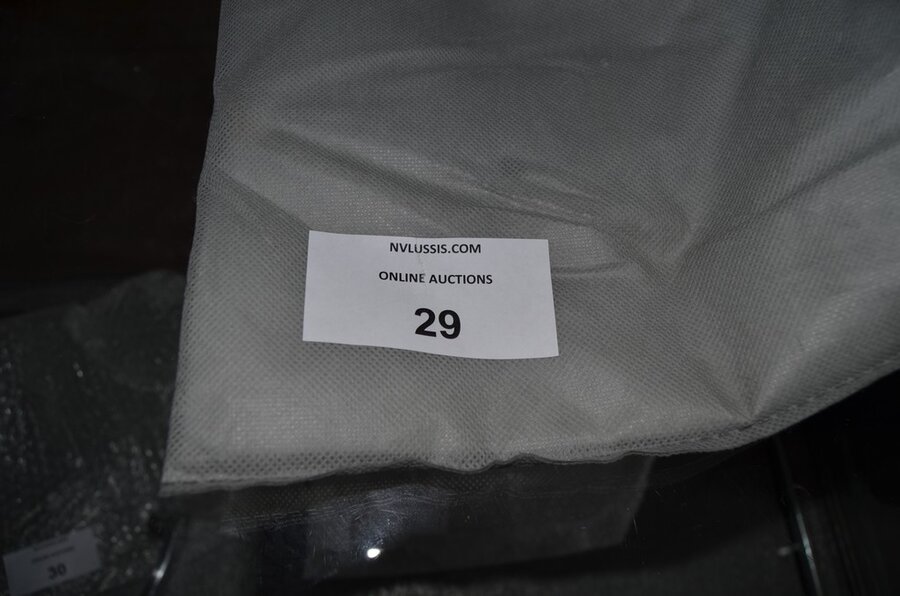 NVLUSSIS.COM
ONLINE AUCTIONS
29
30